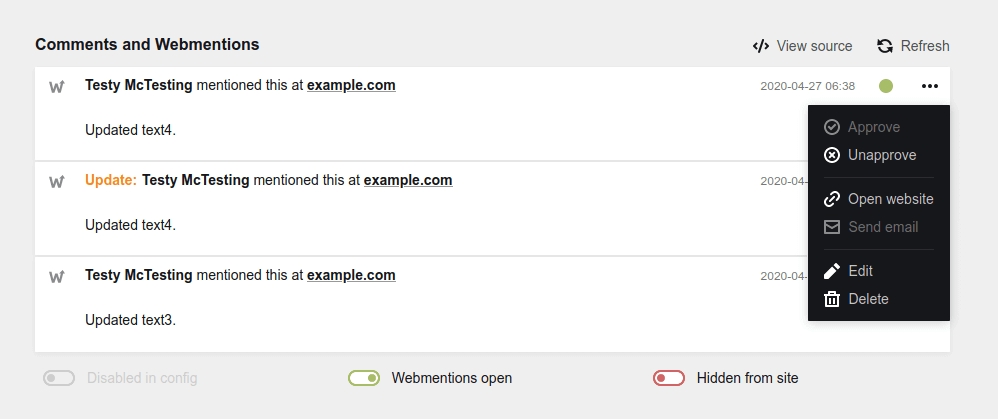 Comments and Webmentions View source Refresh
Testy McTesting mentioned this at example.com 2020-04-27 06:38
Updated text4.
Update: Testy McTesting mentioned this at example.com 2020-04-
Updated text4.
Testy McTesting mentioned this at example.com 2020-04-
Updated text3.
Approve
Unapprove
Open website
Send email
Edit
Delete
Disabled in config Webmentions open Hidden from site